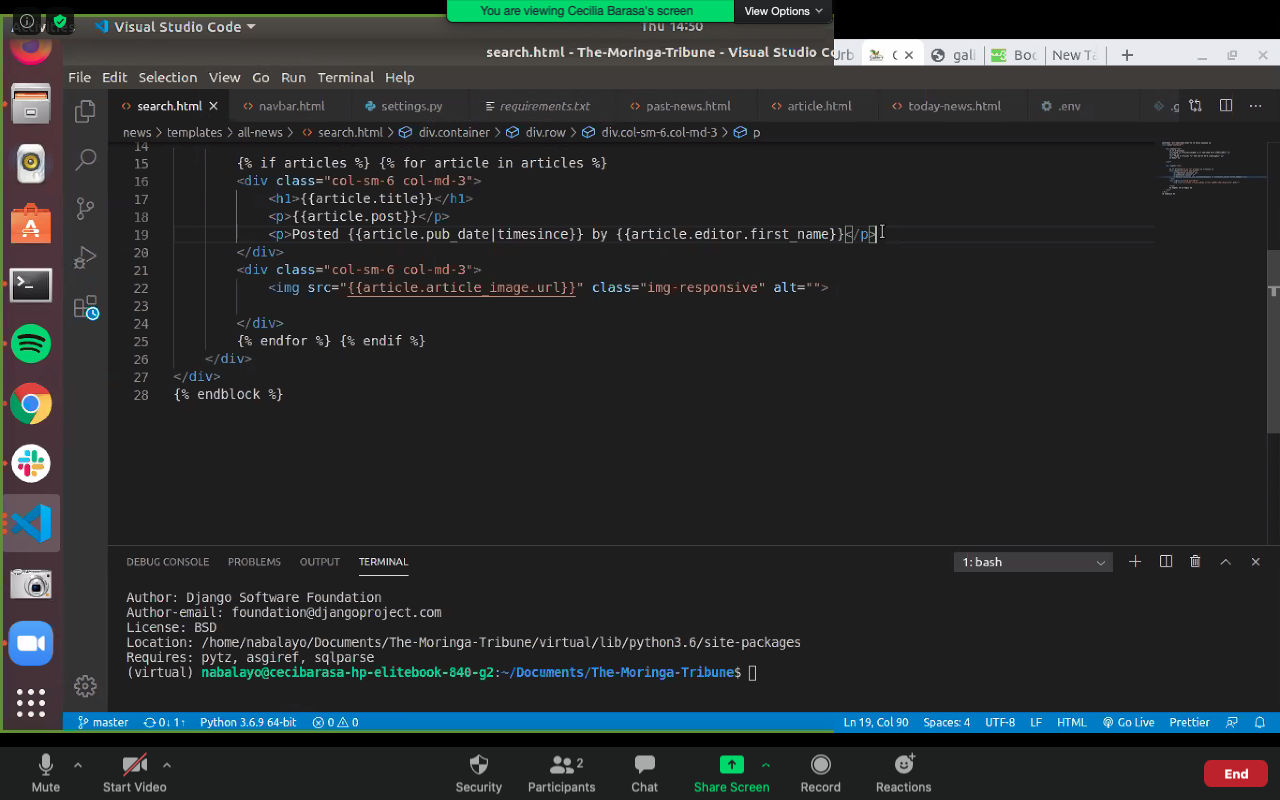 You are viewing Cecilia Barasa's screen
View Options
Visual Studio Code
Thu 14:50
search.html - The-Moringa-Tribune - Visual Studio Co
gali
Boo
New Ta
File Edit Selection View Go Run Terminal Help
search.html navbar.html settings.py requirements.txt past-news.html article.html today-news.html .env .g
news > templates > all-news > search.html > div.container > div.row > div.col-sm-6.col-md-3 > p
14
15 {% if articles %} {% for article in articles %}
16 <div class="col-sm-6 col-md-3">
17 <h1>{{article.title}}</h1>
18 <p>{{article.post}}</p>
19 <p>Posted {{article.pub_date|timesince}} by {{article.editor.first_name}}</p>
20 </div>
21 <div class="col-sm-6 col-md-3">
22 <img src="{{article.article_image.url}}" class="img-responsive" alt="">
23
24 </div>
25 {% endfor %} {% endif %}
26 </div>
27 </div>
28 {% endblock %}
DEBUG CONSOLE PROBLEMS OUTPUT TERMINAL
1: bash
Author: Django Software Foundation
Author-email: foundation@djangoproject.com
License: BSD
Location: /home/nabalayo/Documents/The-Moringa-Tribune/virtual/lib/python3.6/site-packages
Requires: pytz, asgiref, sqlparse
(virtual) nabalayo@cecibarasa-hp-elitebook-840-g2:~/Documents/The-Moringa-Tribune$
master 0↓ 1↑ Python 3.6.9 64-bit 0 0 Ln 19, Col 90 Spaces: 4 UTF-8 LF HTML Go Live Prettier
Mute Start Video Security Participants 2 Chat Share Screen Record Reactions End